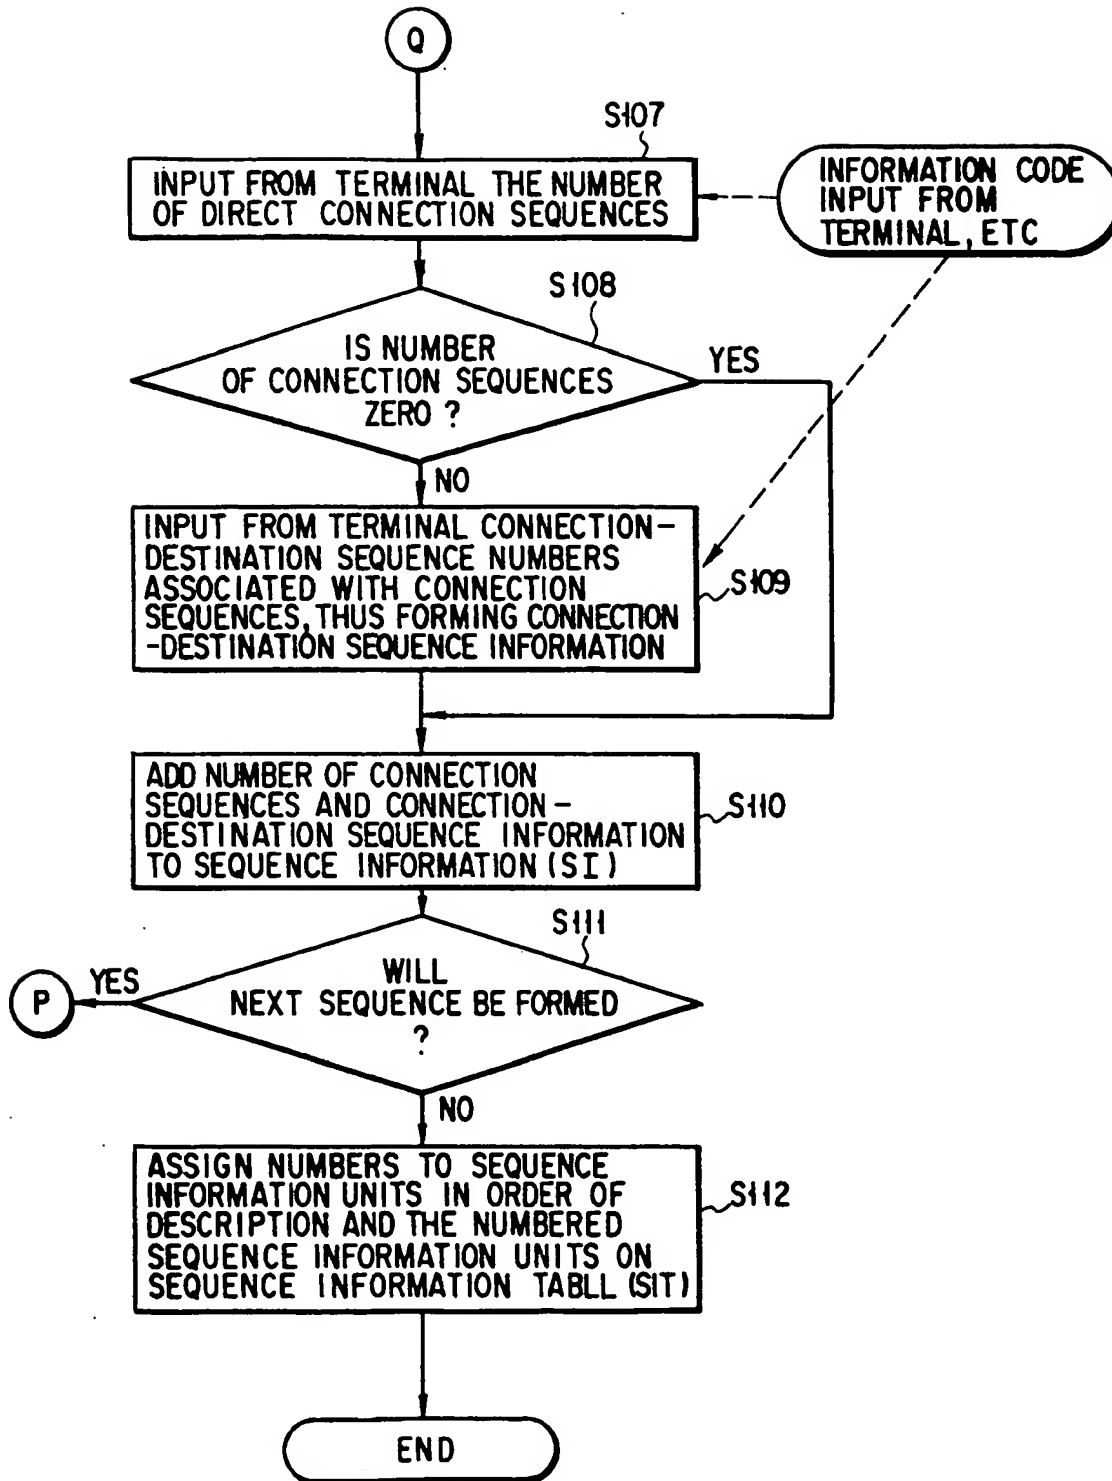 Q
S107
INPUT FROM TERMINAL THE NUMBER
OF DIRECT CONNECTION SEQUENCES
INFORMATION CODE
INPUT FROM
TERMINAL, ETC
S108
IS NUMBER
OF CONNECTION SEQUENCES
ZERO ?
YES
NO
INPUT FROM TERMINAL CONNECTION-
DESTINATION SEQUENCE NUMBERS
ASSOCIATED WITH CONNECTION
SEQUENCES, THUS FORMING CONNECTION
-DESTINATION SEQUENCE INFORMATION
S109
ADD NUMBER OF CONNECTION
SEQUENCES AND CONNECTION-
DESTINATION SEQUENCE INFORMATION
TO SEQUENCE INFORMATION (SI)
S110
S111
WILL
NEXT SEQUENCE BE FORMED
?
YES
P
NO
ASSIGN NUMBERS TO SEQUENCE
INFORMATION UNITS IN ORDER OF
DESCRIPTION AND THE NUMBERED
SEQUENCE INFORMATION UNITS ON
SEQUENCE INFORMATION TABLL (SIT)
S112
END